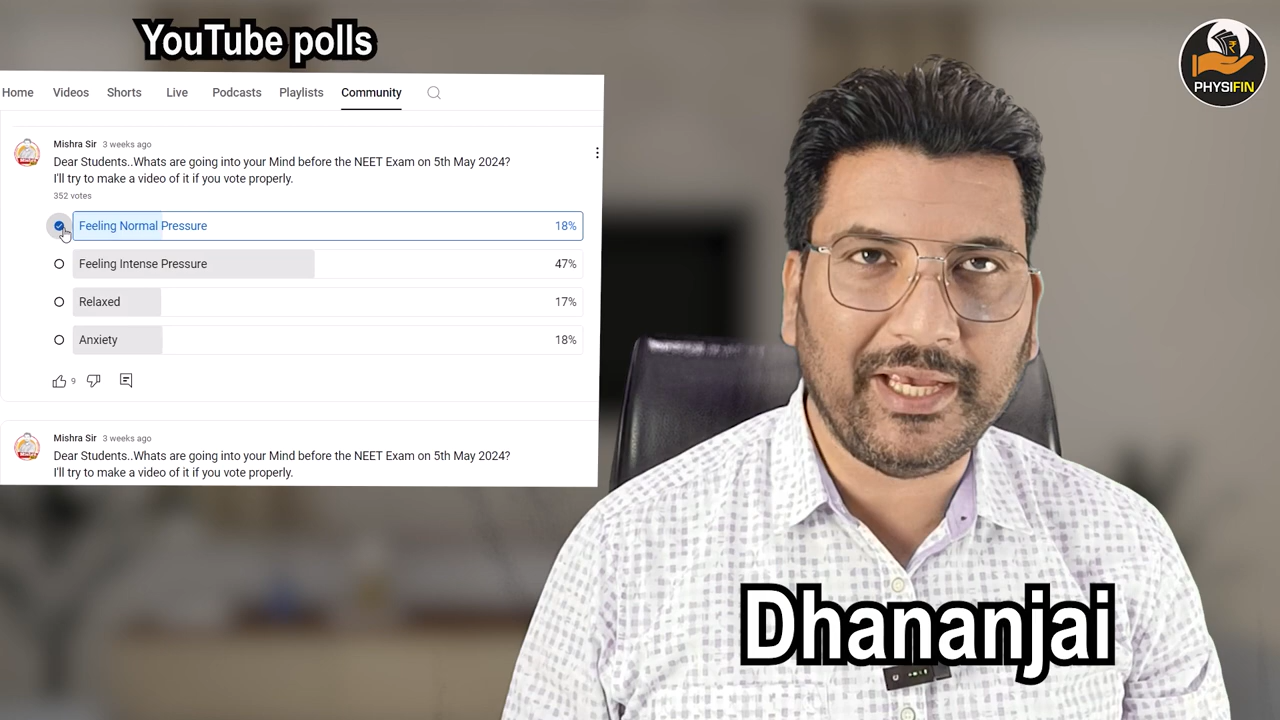 YouTube polls
PHYSIFIN
Home Videos Shorts Live Podcasts Playlists Community
Mishra Sir 3 weeks ago
Dear Students..Whats are going into your Mind before the NEET Exam on 5th May 2024?
I'll try to make a video of it if you vote properly.
352 votes
Feeling Normal Pressure 18%
Feeling Intense Pressure 47%
Relaxed 17%
Anxiety 18%
9
Mishra Sir 3 weeks ago
Dear Students..Whats are going into your Mind before the NEET Exam on 5th May 2024?
I'll try to make a video of it if you vote properly.
Dhananjai